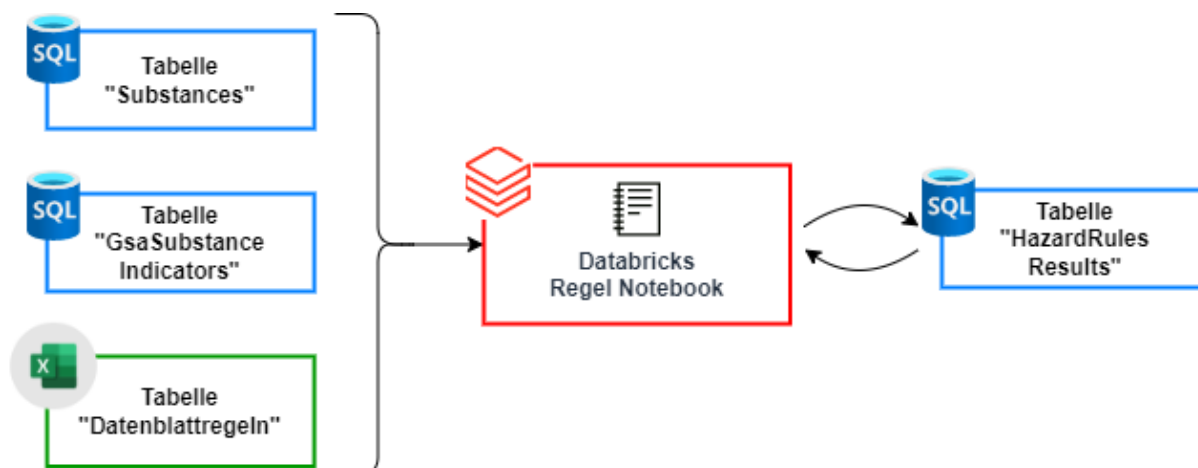 SQL
Tabelle
"Substances"
SQL
Tabelle
"GsaSubstance
Indicators"
X
Tabelle
"Datenblattregeln"
Databricks
Regel Notebook
SQL
Tabelle
"HazardRules
Results"